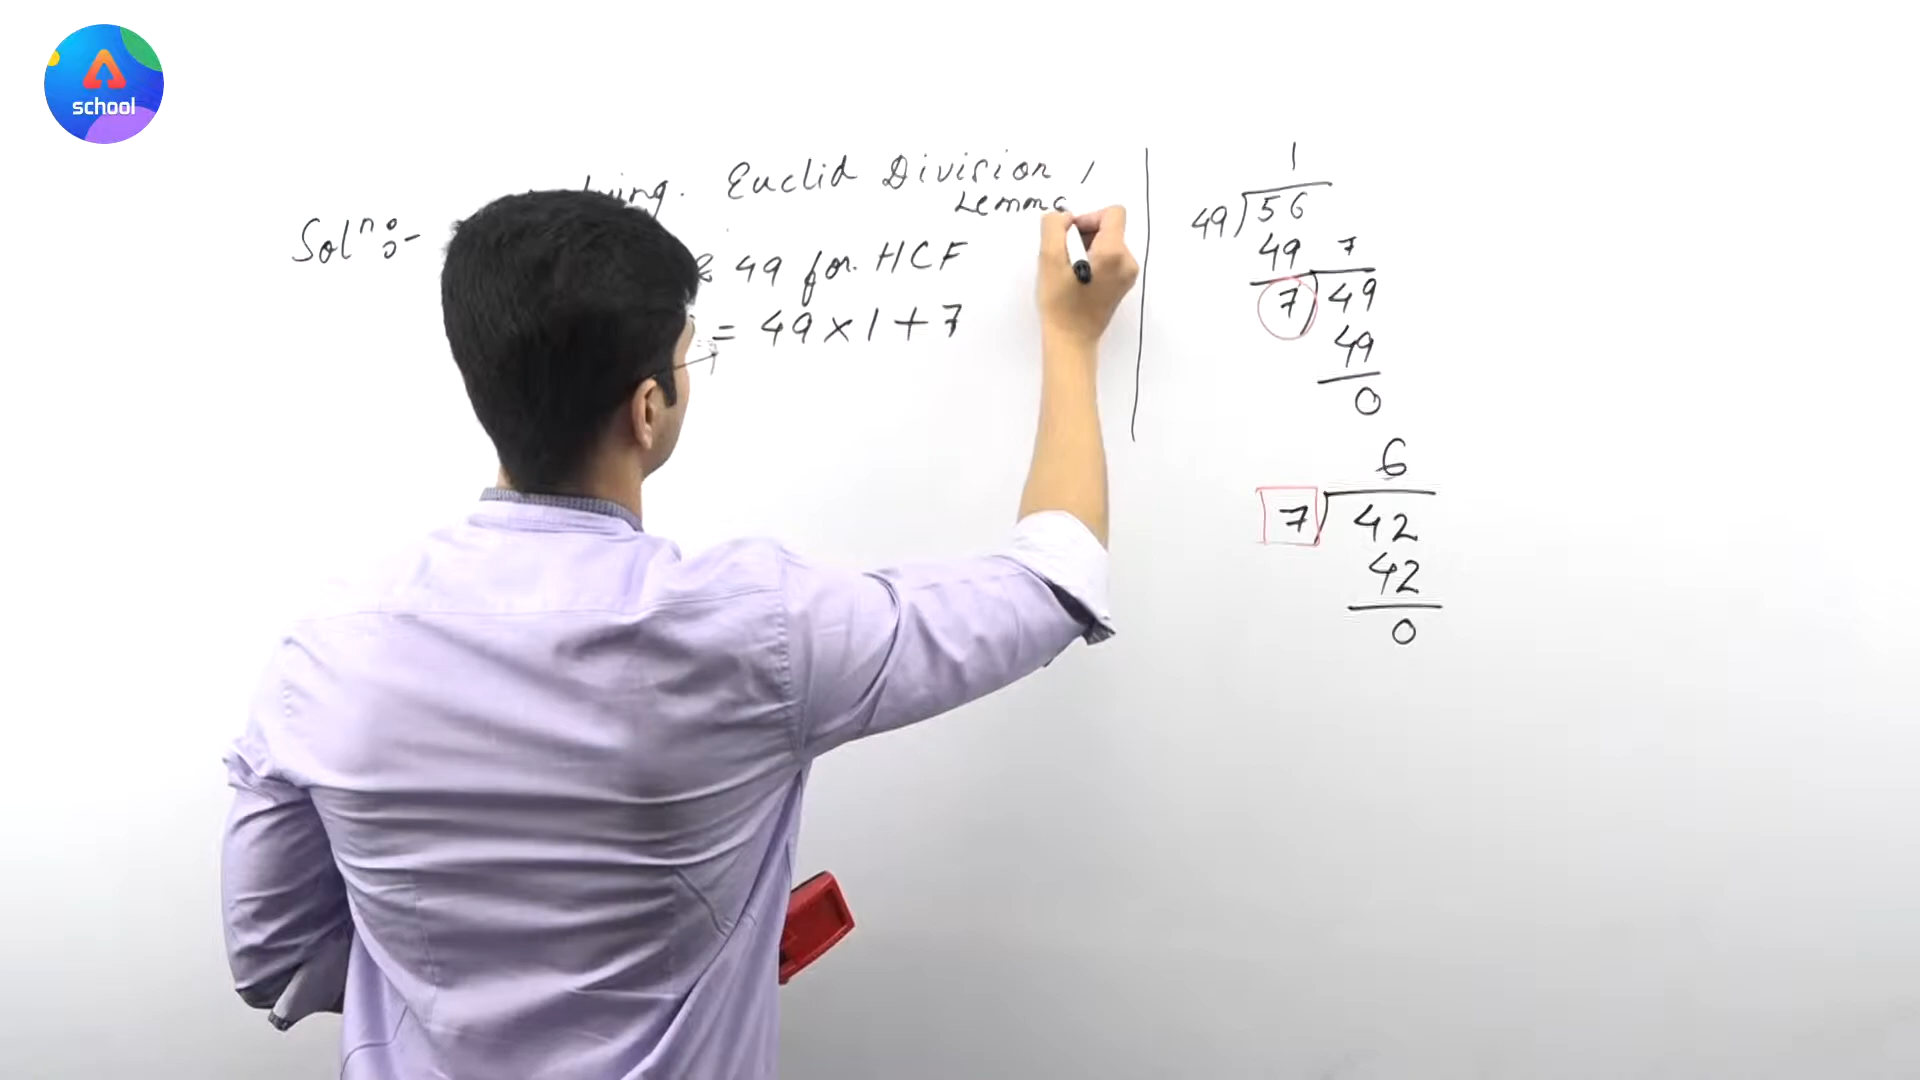 school
Euclid Division,
Lemma
Solⁿ:-
& 49 for HCF
= 49 × 1 + 7
1
49)56
49 7
7)49
49
0
6
7)42
42
0